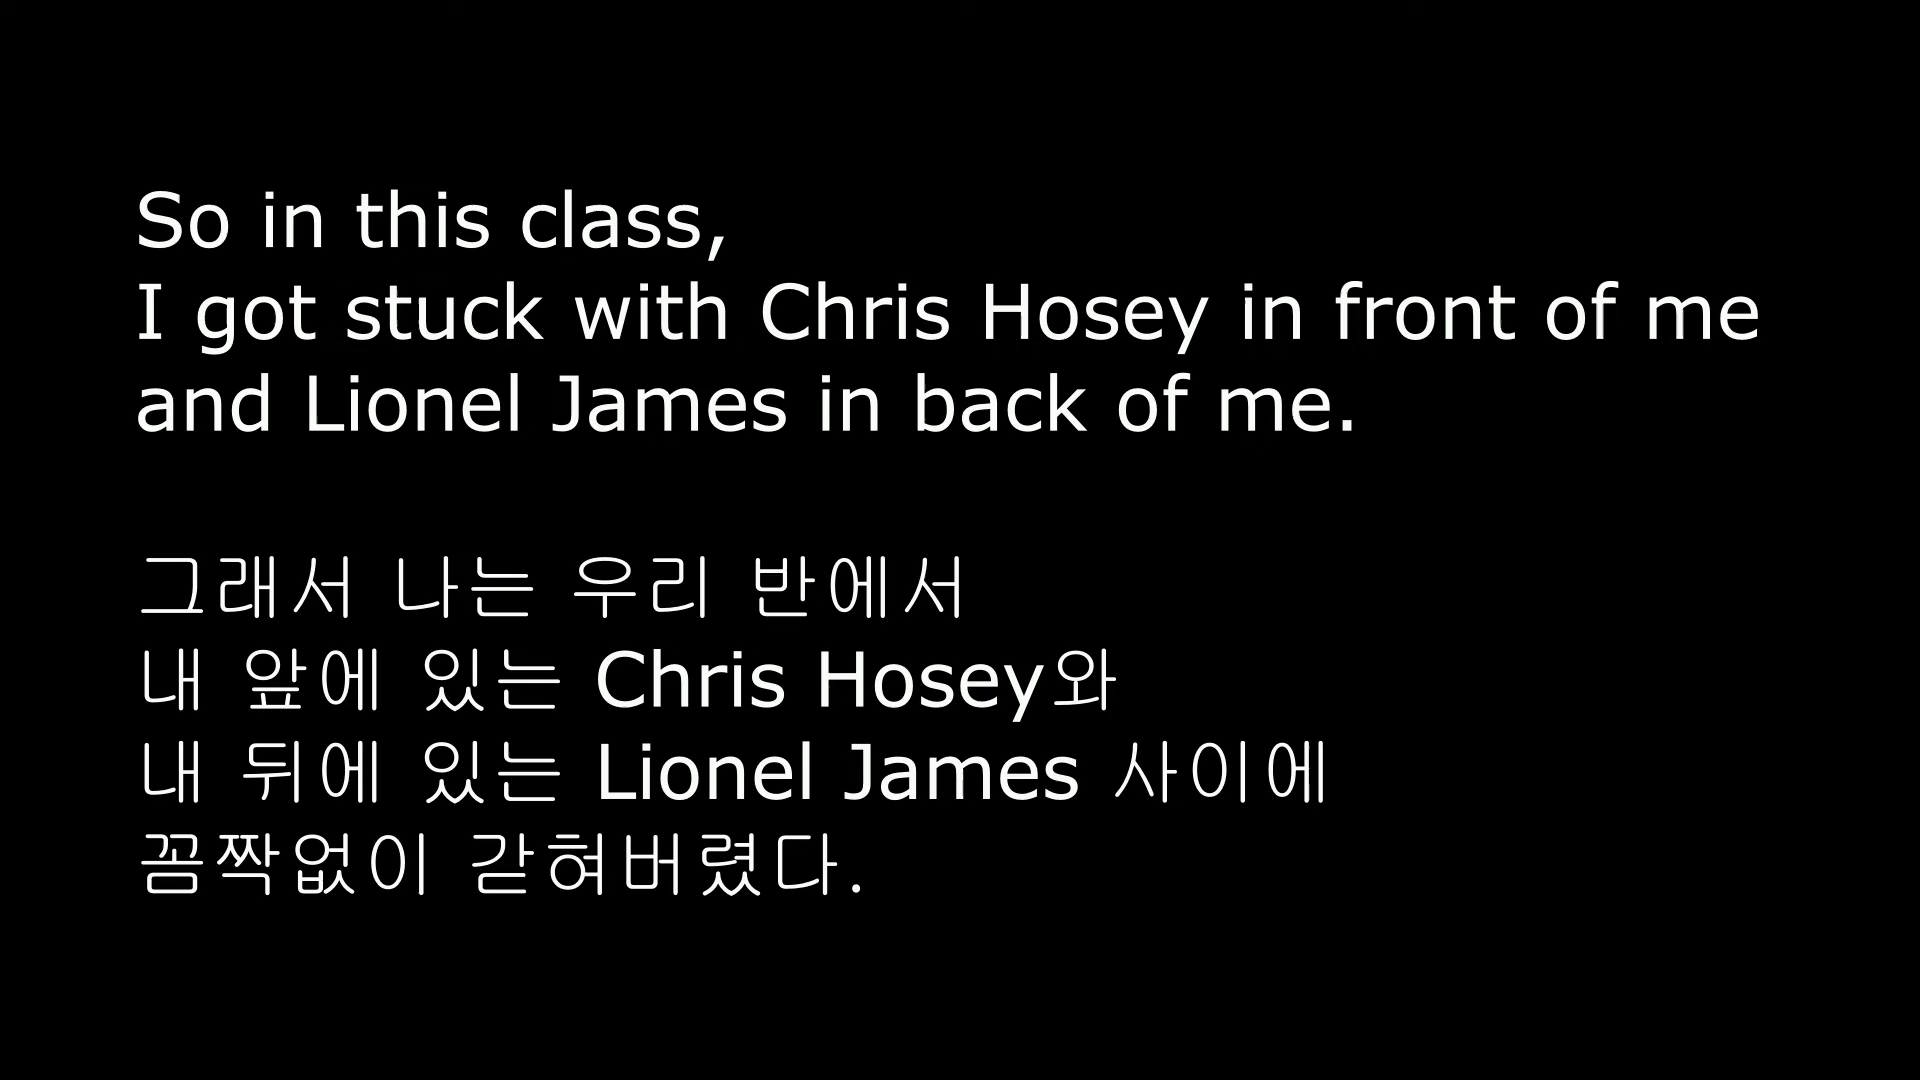 So in this class,
I got stuck with Chris Hosey in front of me
and Lionel James in back of me.
그래서 나는 우리 반에서
내 앞에 있는 Chris Hosey와
내 뒤에 있는 Lionel James 사이에
꼼짝없이 갇혀버렸다.